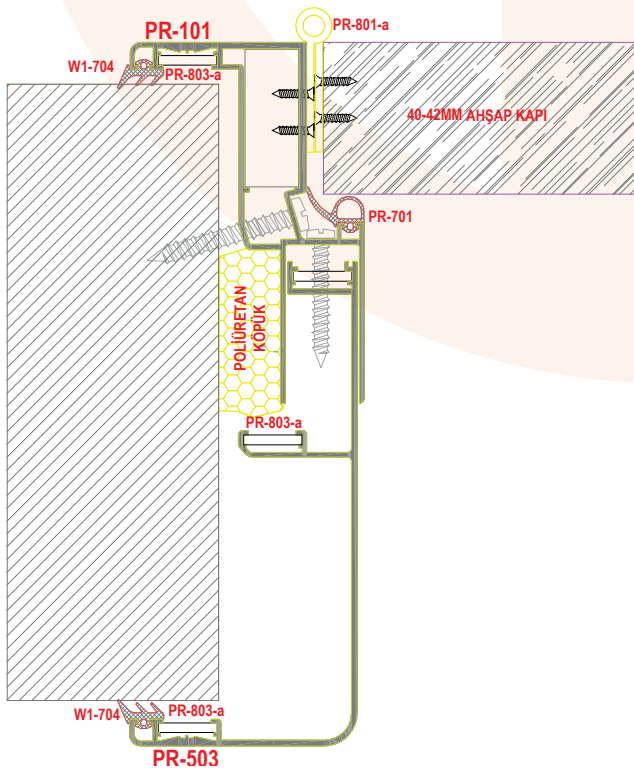 PR-101
PR-801-a
W1-704
PR-803-a
40-42MM AHŞAP KAPI
PR-701
POLİÜRETAN
KÖPÜK
PR-803-a
W1-704
PR-803-a
PR-503